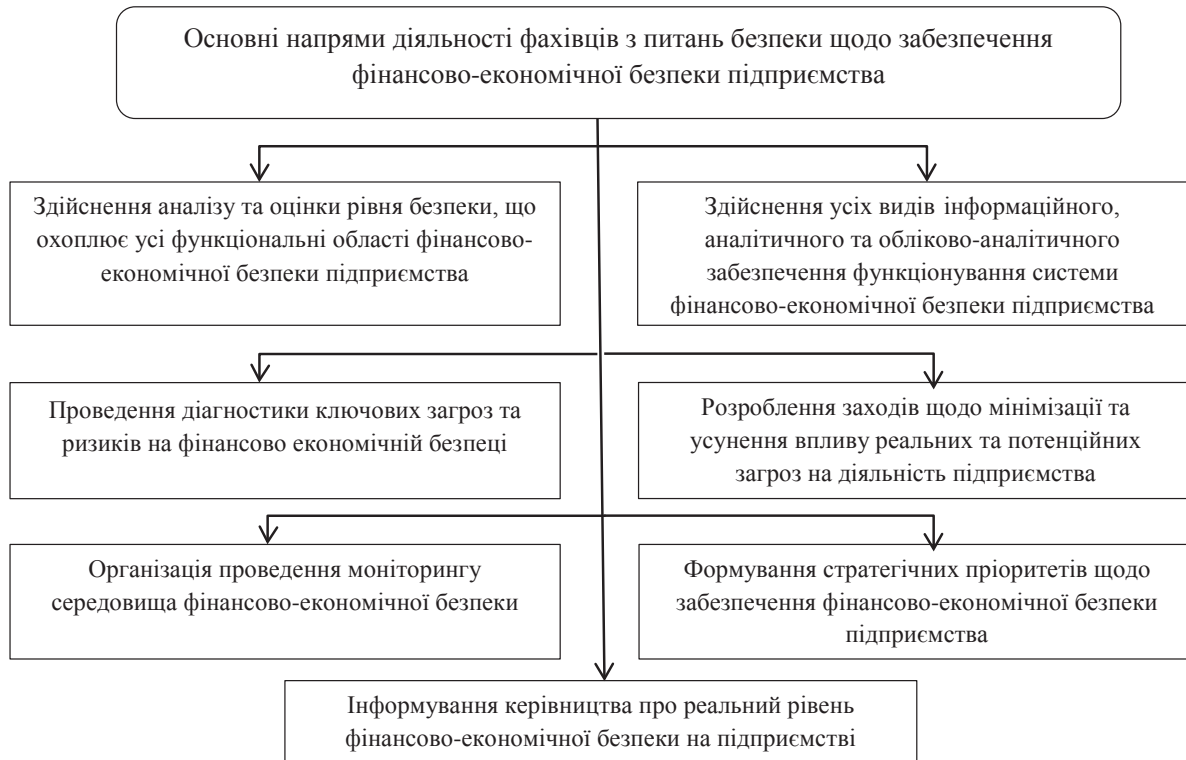 Основні напрями діяльності фахівців з питань безпеки щодо забезпечення
фінансово-економічної безпеки підприємства
Здійснення аналізу та оцінки рівня безпеки, що
охоплює усі функціональні області фінансово-
економічної безпеки підприємства
Здійснення усіх видів інформаційного,
аналітичного та обліково-аналітичного
забезпечення функціонування системи
фінансово-економічної безпеки підприємства
Проведення діагностики ключових загроз та
ризиків на фінансово економічній безпеці
Розроблення заходів щодо мінімізації та
усунення впливу реальних та потенційних
загроз на діяльність підприємства
Організація проведення моніторингу
середовища фінансово-економічної безпеки
Формування стратегічних пріоритетів щодо
забезпечення фінансово-економічної безпеки
підприємства
Інформування керівництва про реальний рівень
фінансово-економічної безпеки на підприємстві